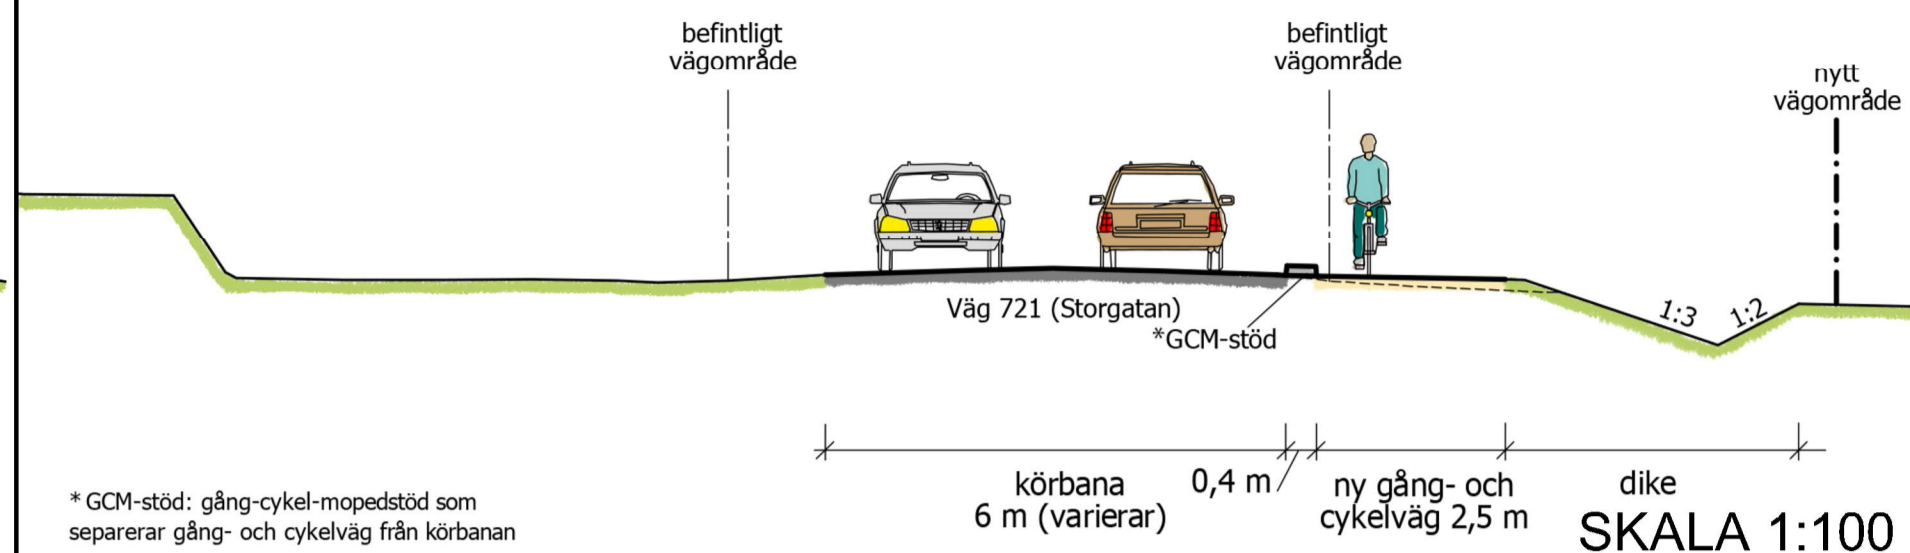 befintligt
vägområde
befintligt
vägområde
nytt
vägområde
Väg 721 (Storgatan)
*GCM-stöd
1:3
1:2
körbana
6 m (varierar)
0,4 m
ny gång- och
cykelväg 2,5 m
dike
SKALA 1:100
* GCM-stöd: gång-cykel-mopedstöd som
separerar gång- och cykelväg från körbanan